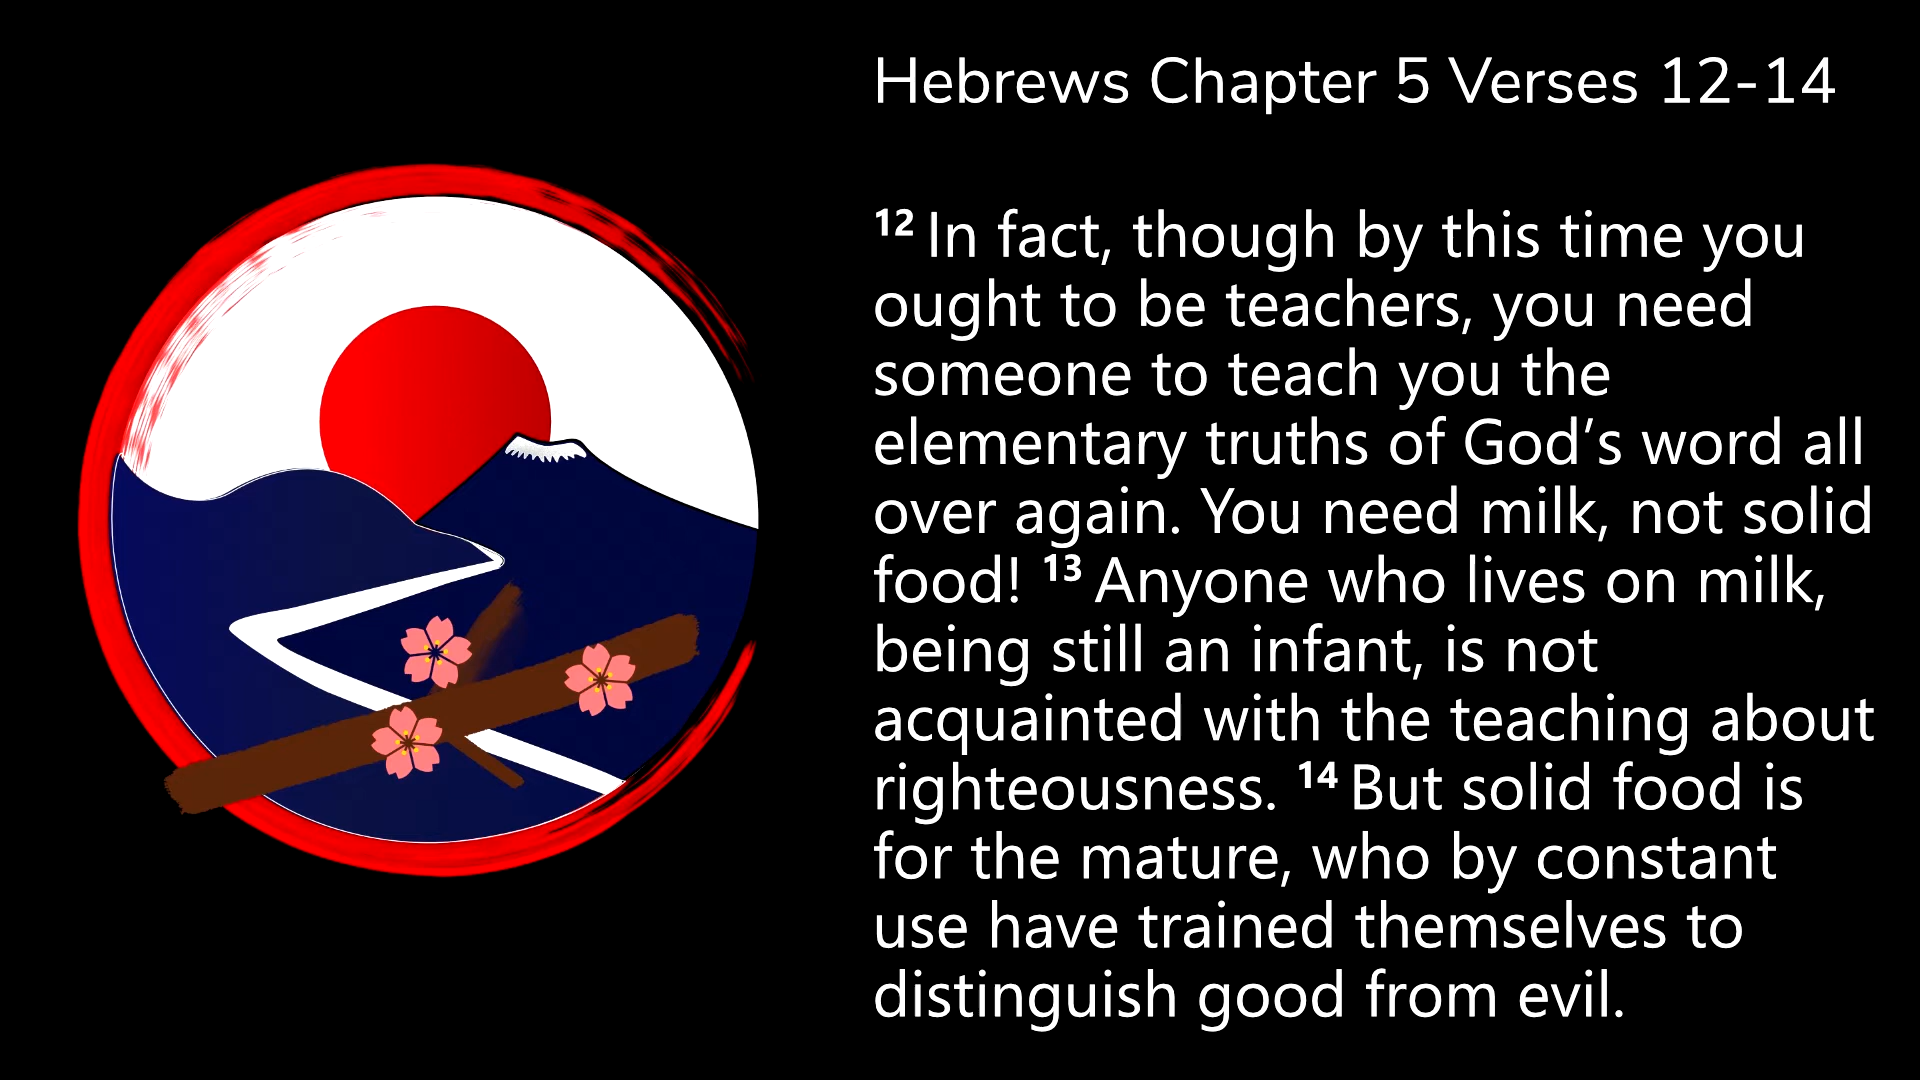 Hebrews Chapter 5 Verses 12-14
12 In fact, though by this time you
ought to be teachers, you need
someone to teach you the
elementary truths of God’s word all
over again. You need milk, not solid
food! 13 Anyone who lives on milk,
being still an infant, is not
acquainted with the teaching about
righteousness. 14 But solid food is
for the mature, who by constant
use have trained themselves to
distinguish good from evil.